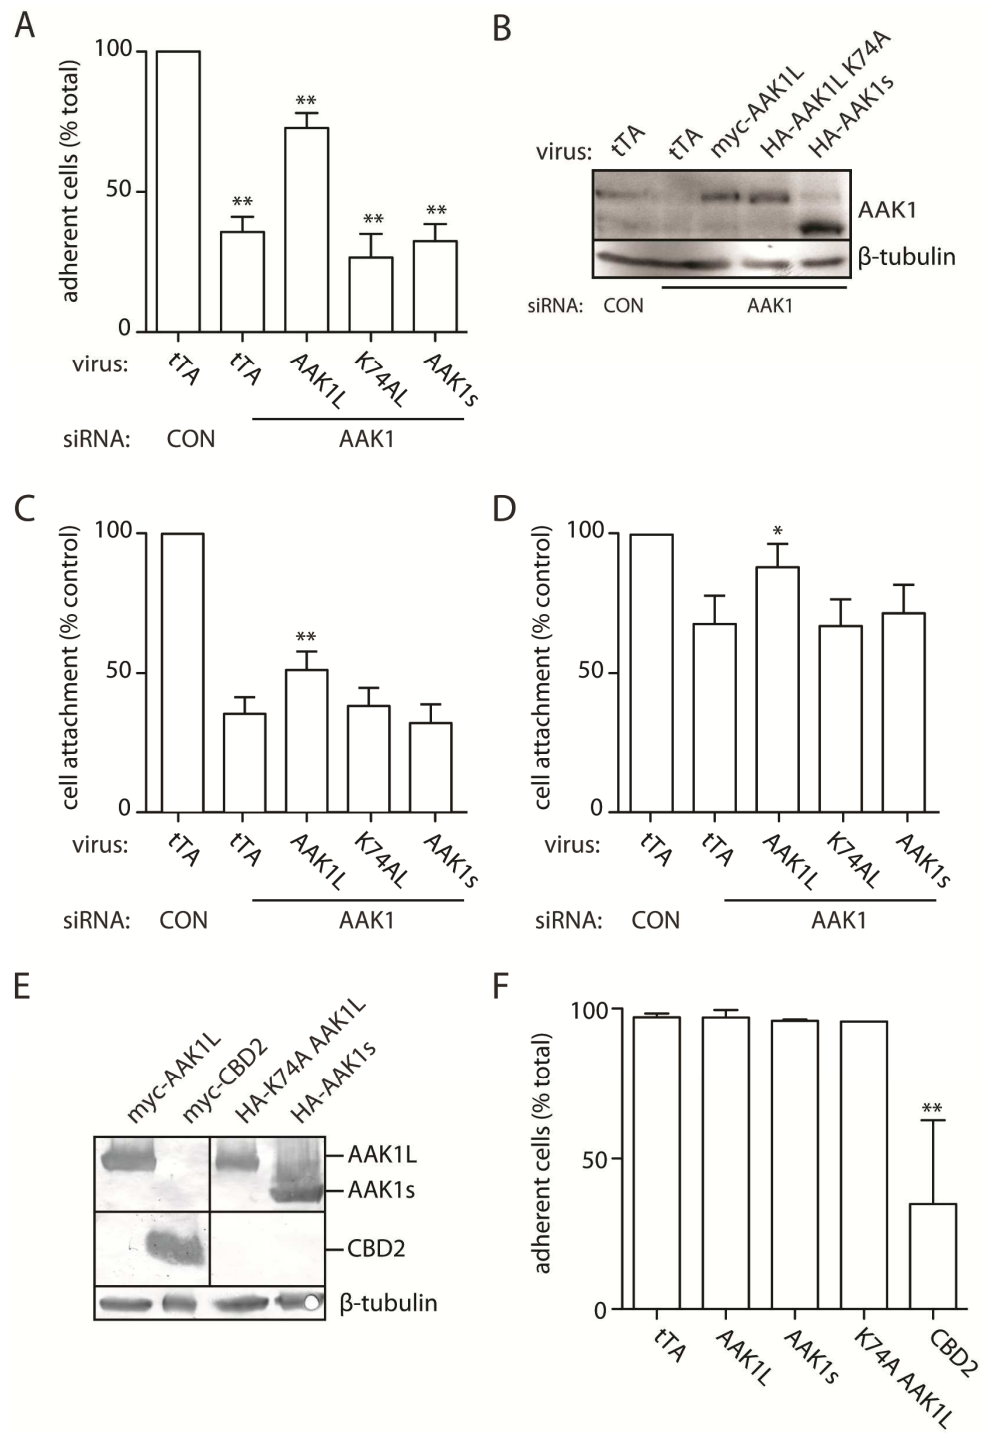 A
adherent cells (% total)
100
50
0
**
**
**
**
virus:
tTA
tTA
AAK1L
K74AL
AAK1s
siRNA:
CON
AAK1
B
virus:
tTA
tTA
myc-AAK1L
HA-AAK1L K74A
HA-AAK1s
AAK1
β-tubulin
siRNA:
CON
AAK1
C
cell attachment (% control)
100
50
0
**
virus:
tTA
tTA
AAK1L
K74AL
AAK1s
siRNA:
CON
AAK1
D
cell attachment (% control)
100
50
0
*
virus:
tTA
tTA
AAK1L
K74AL
AAK1s
siRNA:
CON
AAK1
E
myc-AAK1L
myc-CBD2
HA-K74A AAK1L
HA-AAK1s
AAK1L
AAK1s
CBD2
β-tubulin
F
adherent cells (% total)
100
50
0
**
tTA
AAK1L
AAK1s
K74A AAK1L
CBD2